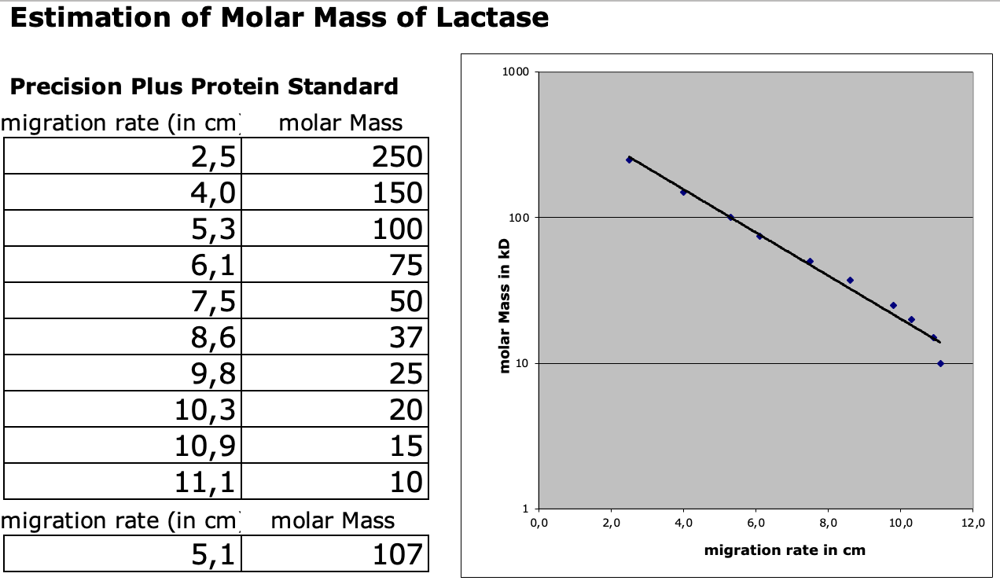 Estimation of Molar Mass of Lactase
Precision Plus Protein Standard
migration rate (in cm) molar Mass
2,5 250
4,0 150
5,3 100
6,1 75
7,5 50
8,6 37
9,8 25
10,3 20
10,9 15
11,1 10
migration rate (in cm) molar Mass
5,1 107
1000
100
10
1
molar Mass in kD
0,0 2,0 4,0 6,0 8,0 10,0 12,0
migration rate in cm